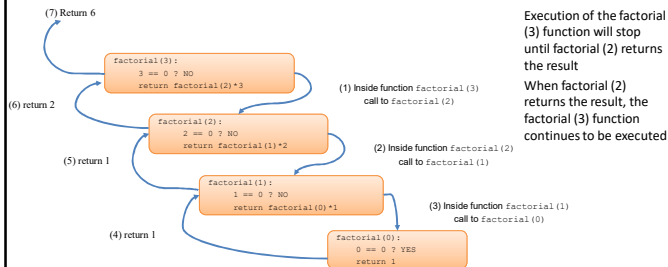 (7) Return 6
factorial(3):
3 == 0 ? NO
return factorial(2)*3
(1) Inside function factorial(3)
call to factorial(2)
(6) return 2
factorial(2):
2 == 0 ? NO
return factorial(1)*2
(2) Inside function factorial(2)
call to factorial(1)
(5) return 1
factorial(1):
1 == 0 ? NO
return factorial(0)*1
(3) Inside function factorial(1)
call to factorial(0)
(4) return 1
factorial(0):
0 == 0 ? YES
return 1
Execution of the factorial
(3) function will stop
until factorial (2) returns
the result
When factorial (2)
returns the result, the
factorial (3) function
continues to be executed